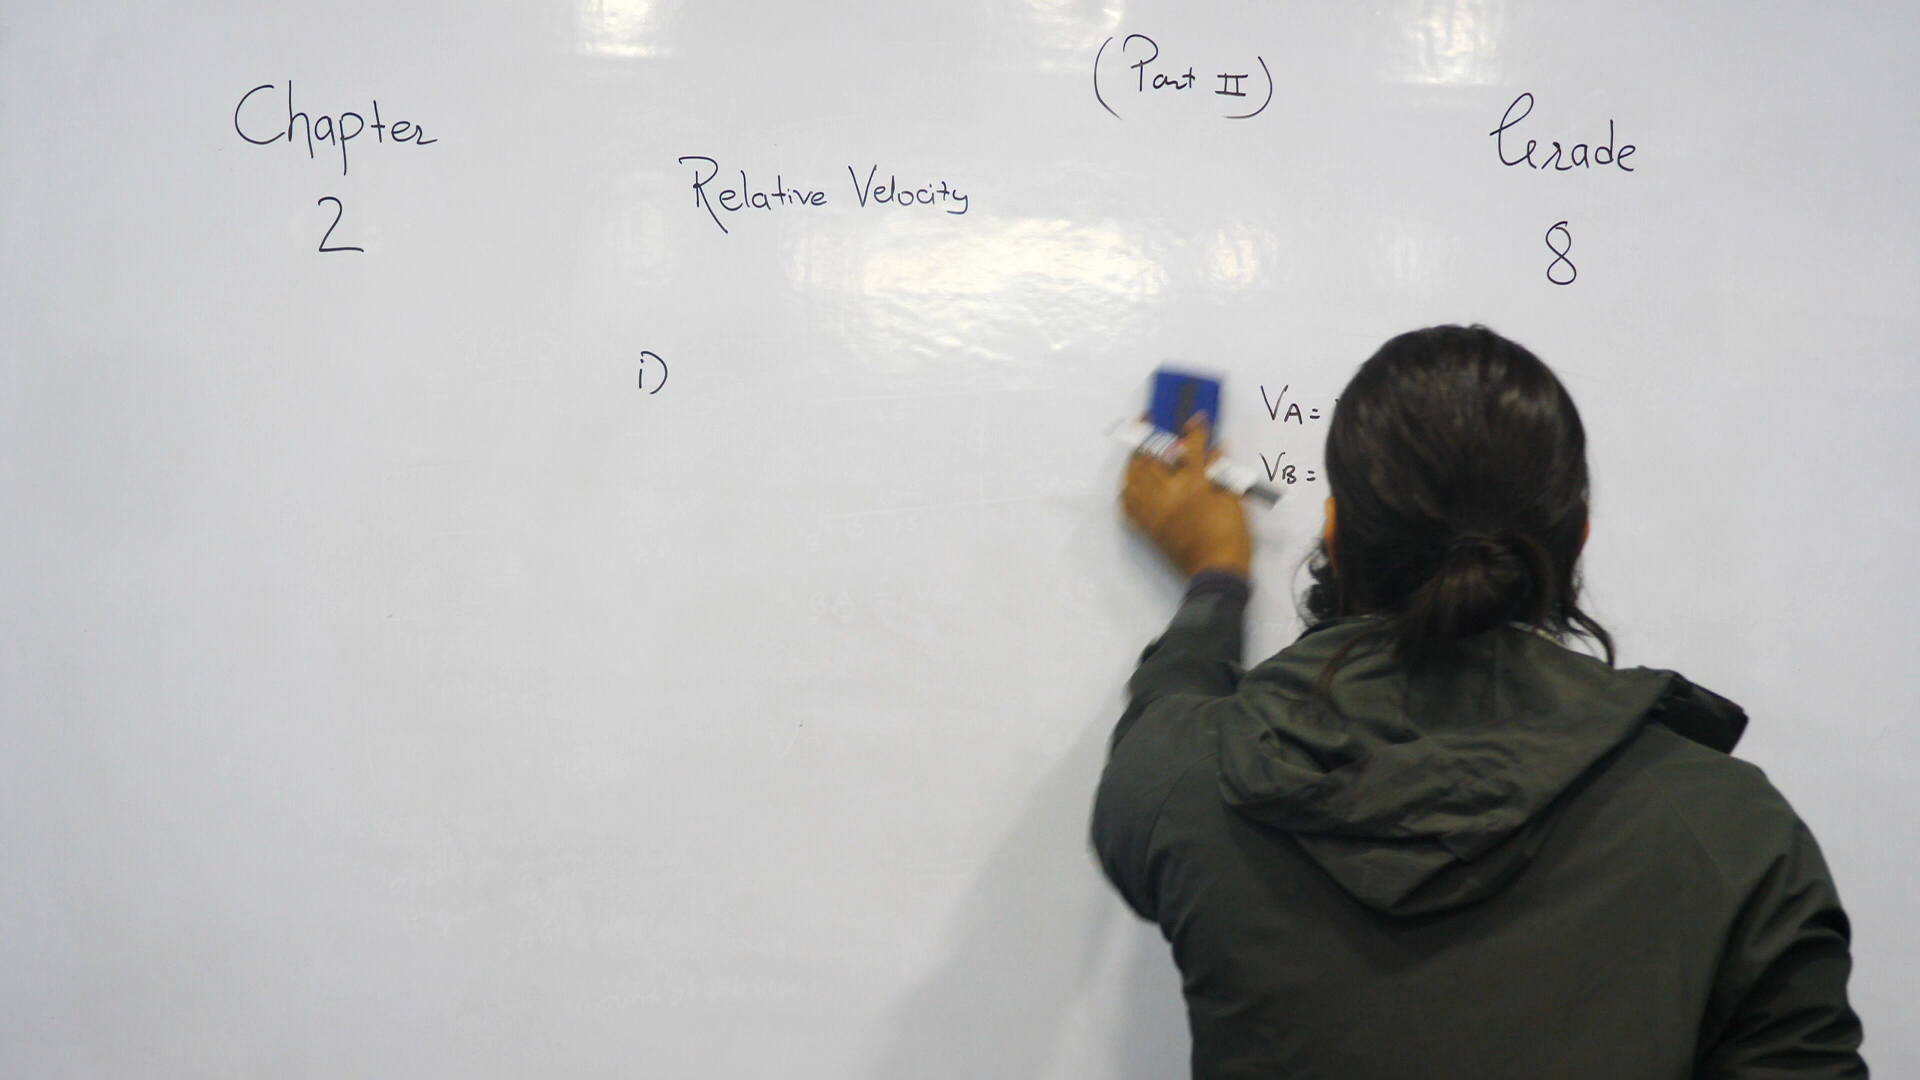 (Part II)
Chapter
2
Grade
8
Relative Velocity
i)
VA =
VB =